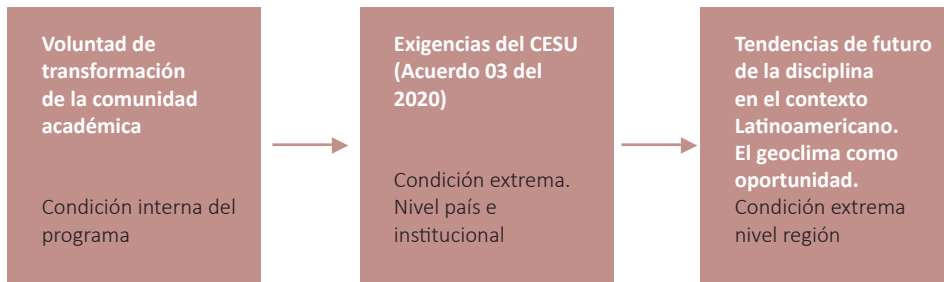 Voluntad de
transformación
de la comunidad
académica
Condición interna del
programa
Exigencias del CESU
(Acuerdo 03 del
2020)
Condición extrema.
Nivel país e
institucional
Tendencias de futuro
de la disciplina
en el contexto
Latinoamericano.
El geoclima como
oportunidad.
Condición extrema
nivel región